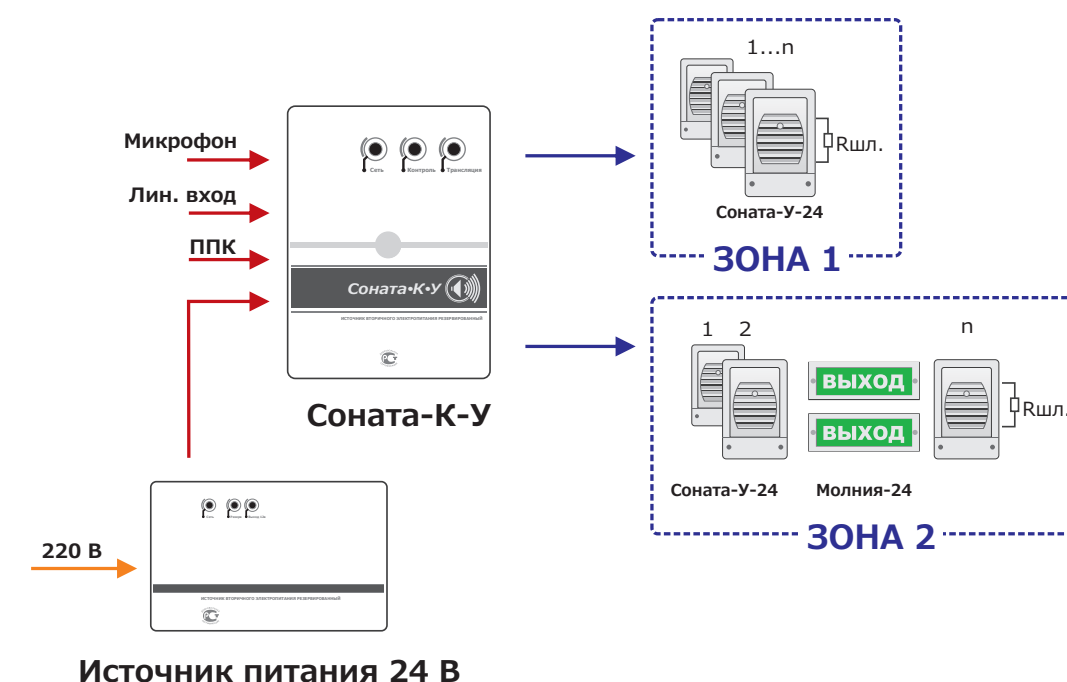 Микрофон
Лин. вход
ППК
Сеть
Контроль
Трансляция
Соната•К•У
ИСТОЧНИК ВТОРИЧНОГО ЭЛЕКТРОПИТАНИЯ РЕЗЕРВИРОВАННЫЙ
Соната-К-У
1...n
Rшл.
Соната-У-24
ЗОНА 1
1 2 n
ВЫХОД
ВЫХОД
Rшл.
Соната-У-24 Молния-24
ЗОНА 2
220 В
ИСТОЧНИК ВТОРИЧНОГО ЭЛЕКТРОПИТАНИЯ РЕЗЕРВИРОВАННЫЙ
Источник питания 24 В